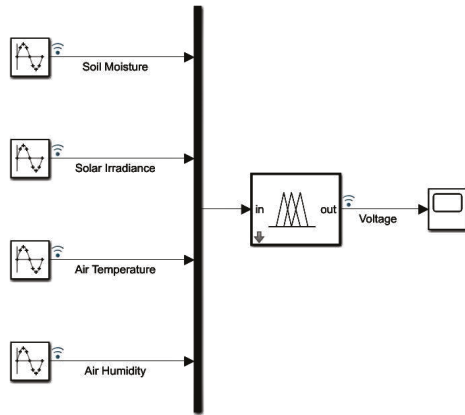 Soil Moisture
Solar Irradiance
in
out
Voltage
Air Temperature
Air Humidity